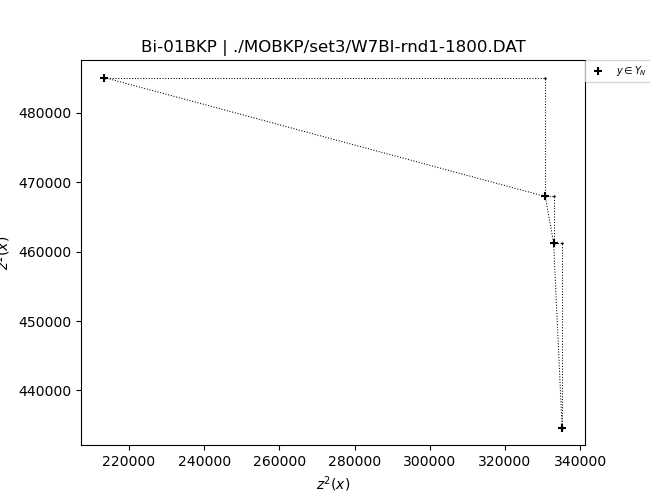 Bi-01BKP | ./MOBKP/set3/W7BI-rnd1-1800.DAT
y ∈ Y_N
480000
470000
460000
450000
440000
z¹(x)
220000 240000 260000 280000 300000 320000 340000
z²(x)